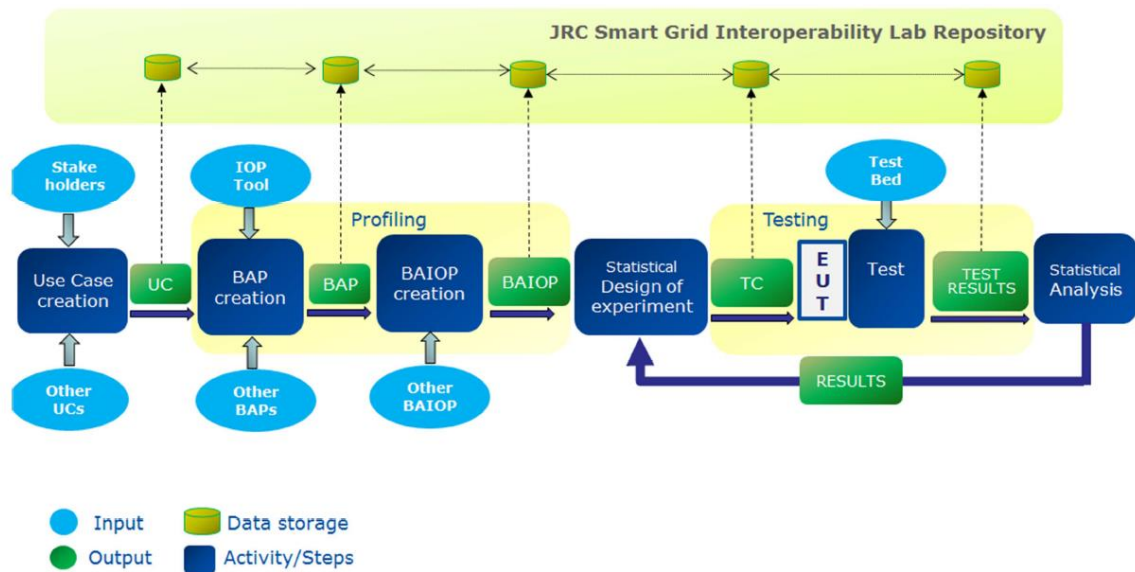 JRC Smart Grid Interoperability Lab Repository
Stake
holders
IOP
Tool
Test
Bed
Profiling
Testing
Use Case
creation
UC
BAP
creation
BAP
BAIOP
creation
BAIOP
Statistical
Design of
experiment
TC
E
U
T
Test
TEST
RESULTS
Statistical
Analysis
Other
UCs
Other
BAPs
Other
BAIOP
RESULTS
Input
Data storage
Output
Activity/Steps